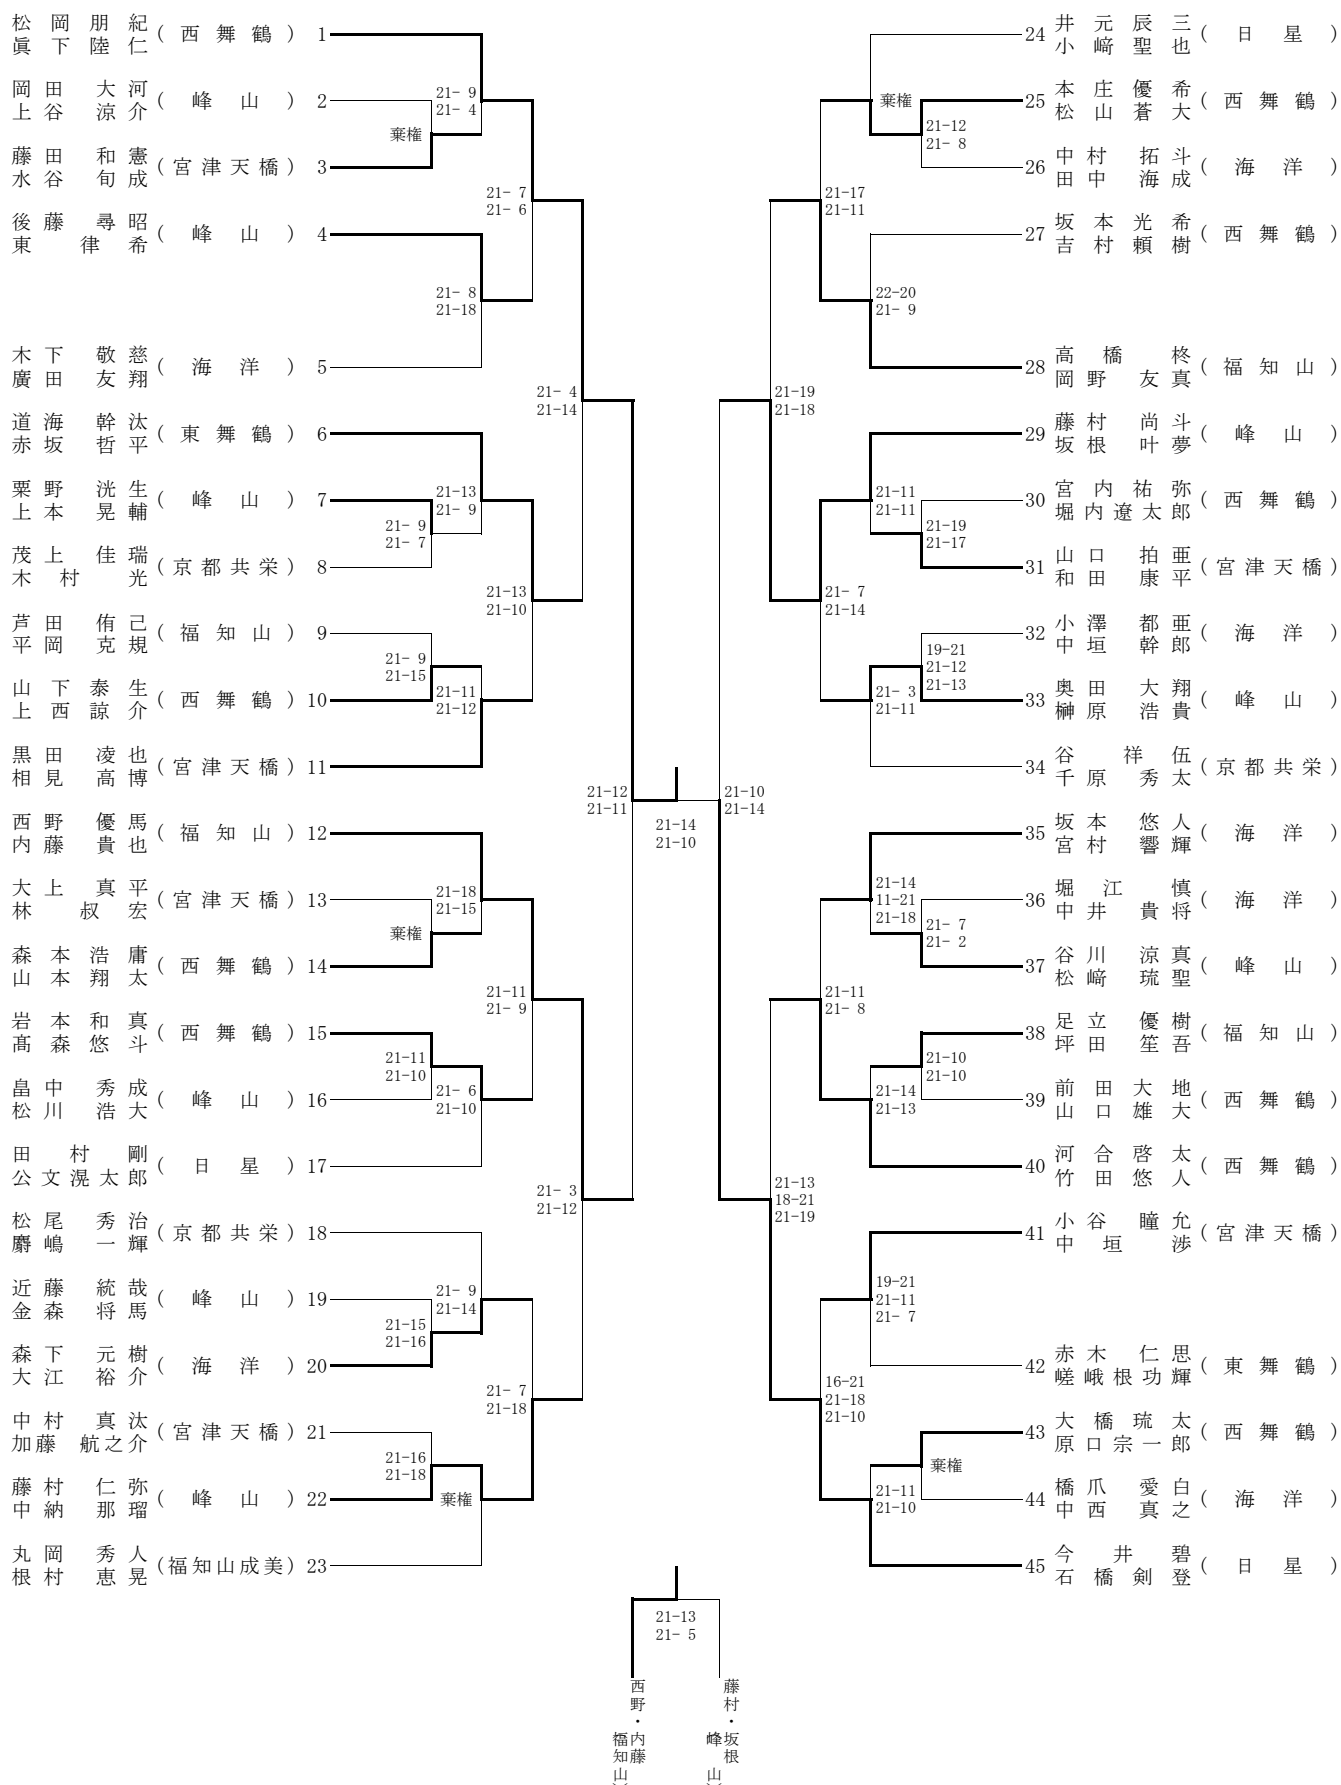 松岡朋紀
眞下陸仁
(西舞鶴) 1
岡田 大河
上谷 涼介
(峰山) 2
21- 9
21- 4
棄権
藤田 和憲
水谷 旬成
(宮津天橋) 3
21- 7
21- 6
後藤 尋昭
東 律希
(峰山) 4
21- 8
21-18
木下 敬慈
廣田 友翔
(海洋) 5
21- 4
21-14
道海 幹汰
赤坂 哲平
(東舞鶴) 6
栗野 洸生
上本 晃輔
(峰山) 7
21-13
21- 9
21- 9
21- 7
茂上 佳瑞
木村 光
(京都共栄) 8
21-13
21-10
芦田 侑己
平岡 克規
(福知山) 9
21- 9
21-15
山下泰生
上西諒介
(西舞鶴) 10
21-11
21-12
黒田 凌也
相見 高博
(宮津天橋) 11
21-12
21-11
西野 優馬
内藤 貴也
(福知山) 12
大上 真平
林 叔宏
(宮津天橋) 13
21-18
21-15
棄権
森本浩庸
山本翔太
(西舞鶴) 14
21-11
21- 9
岩本和真
髙森悠斗
(西舞鶴) 15
21-11
21-10
畠中 秀成
松川 浩大
(峰山) 16
21- 6
21-10
田村 剛
公文滉太郎
(日星) 17
21- 3
21-12
松尾 秀治
麝嶋 一輝
(京都共栄) 18
近藤 統哉
金森 将馬
(峰山) 19
21- 9
21-14
21-15
21-16
森下 元樹
大江 裕介
(海洋) 20
21- 7
21-18
中村 真汰
加藤 航之介
(宮津天橋) 21
21-16
21-18
藤村 仁弥
中納 那瑠
(峰山) 22
棄権
丸岡 秀人
根村 恵晃
(福知山成美) 23
21-14
21-10
24 井元辰三
小﨑聖也
(日星)
棄権
25 本庄優希
松山蒼大
(西舞鶴)
21-12
21- 8
26 中村 拓斗
田中 海成
(海洋)
21-17
21-11
27 坂本光希
吉村頼樹
(西舞鶴)
22-20
21- 9
28 高橋 柊
岡野 友真
(福知山)
21-19
21-18
29 藤村 尚斗
坂根 叶夢
(峰山)
21-11
21-11
30 宮内祐弥
堀内遼太郎
(西舞鶴)
21-19
21-17
31 山口 拍亜
和田 康平
(宮津天橋)
21- 7
21-14
32 小澤 都亜
中垣 幹郎
(海洋)
19-21
21-12
21-13
21- 3
21-11
33 奥田 大翔
榊原 浩貴
(峰山)
34 谷 祥伍
千原 秀太
(京都共栄)
21-10
21-14
35 坂本 悠人
宮村 響輝
(海洋)
21-14
11-21
21-18
36 堀江 慎
中井 貴将
(海洋)
21- 7
21- 2
37 谷川 涼真
松﨑 琉聖
(峰山)
21-11
21- 8
38 足立 優樹
坪田 笙吾
(福知山)
21-10
21-10
21-14
21-13
39 前田大地
山口雄大
(西舞鶴)
40 河合啓太
竹田悠人
(西舞鶴)
21-13
18-21
21-19
41 小谷 瞳允
中垣 渉
(宮津天橋)
19-21
21-11
21- 7
42 赤木 仁思
嵯峨根功輝
(東舞鶴)
16-21
21-18
21-10
43 大橋琉太
原口宗一郎
(西舞鶴)
棄権
21-11
21-10
44 橋爪 愛白
中西 真之
(海洋)
45 今井 碧
石橋剣登
(日星)
21-13
21- 5
西野・内藤
(福知山)
藤村・坂根
(峰山)